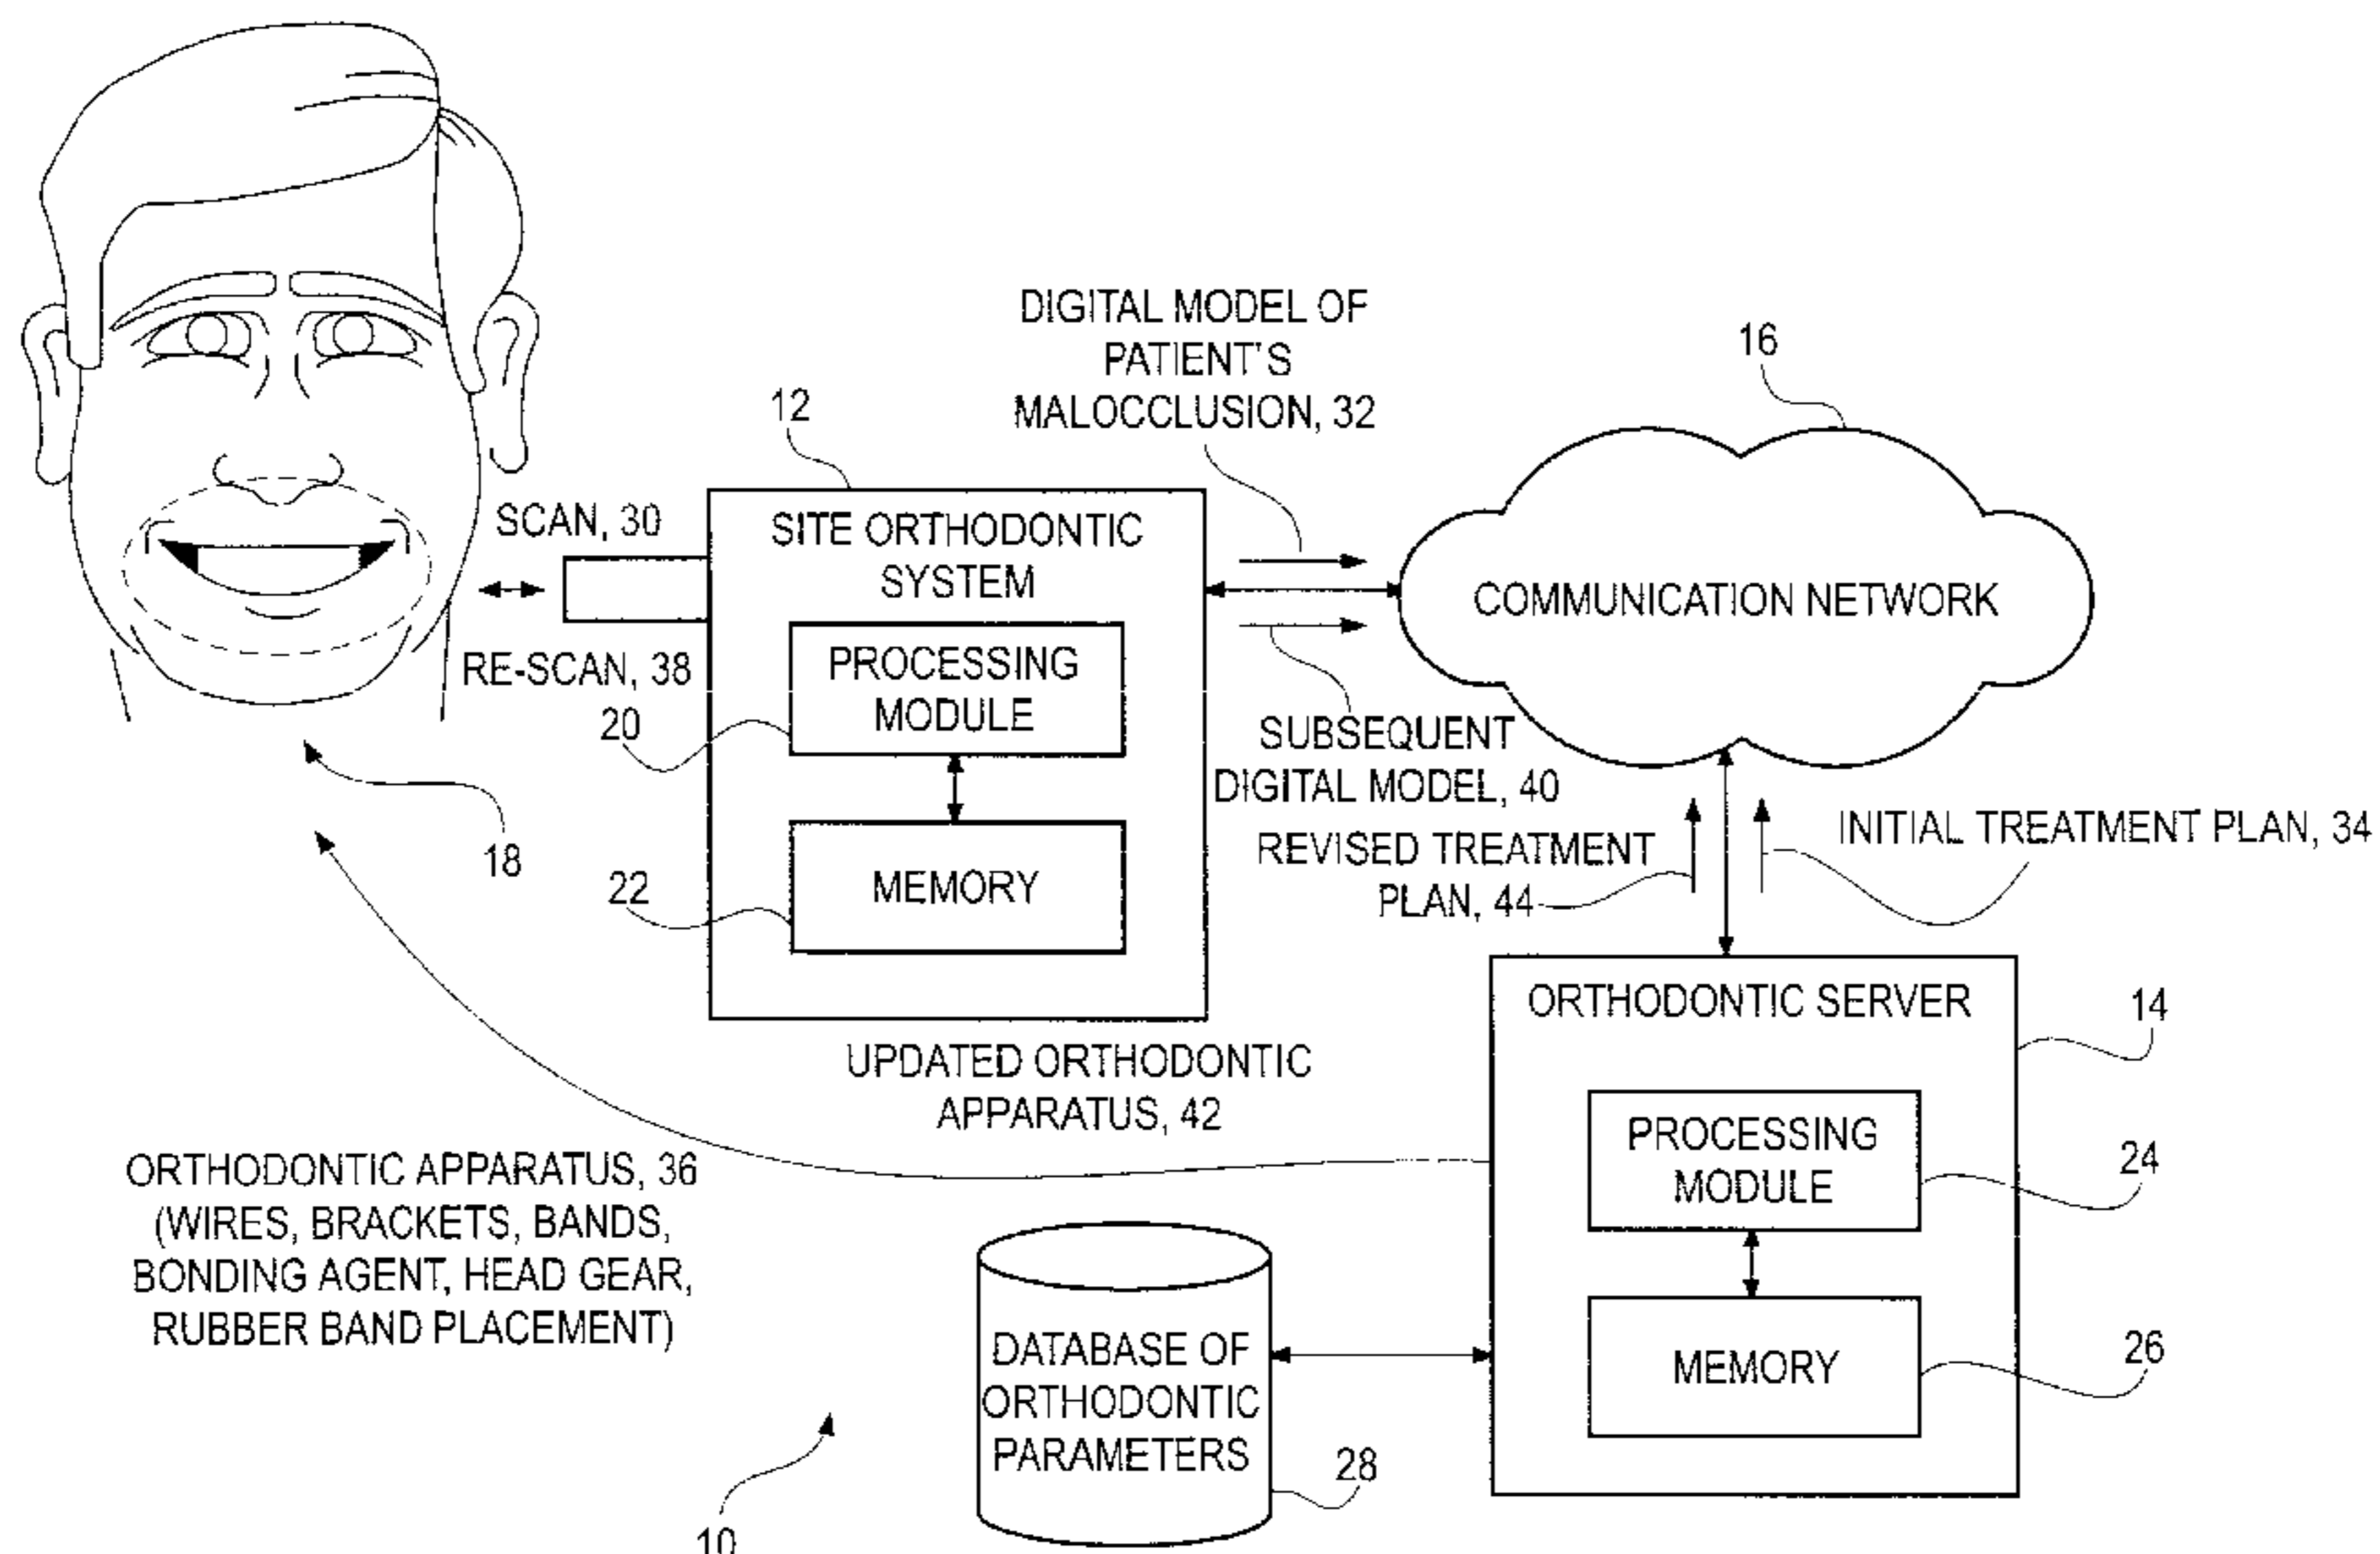 DIGITAL MODEL OF
PATIENT'S
MALOCCLUSION, 32
16
12
SCAN, 30
SITE ORTHODONTIC
SYSTEM
COMMUNICATION NETWORK
RE-SCAN, 38
PROCESSING
MODULE
20
SUBSEQUENT
DIGITAL MODEL, 40
18
REVISED TREATMENT
PLAN, 44
INITIAL TREATMENT PLAN, 34
22
MEMORY
ORTHODONTIC SERVER
14
UPDATED ORTHODONTIC
APPARATUS, 42
PROCESSING
MODULE
24
ORTHODONTIC APPARATUS, 36
(WIRES, BRACKETS, BANDS,
BONDING AGENT, HEAD GEAR,
RUBBER BAND PLACEMENT)
DATABASE OF
ORTHODONTIC
PARAMETERS
MEMORY
26
28
10